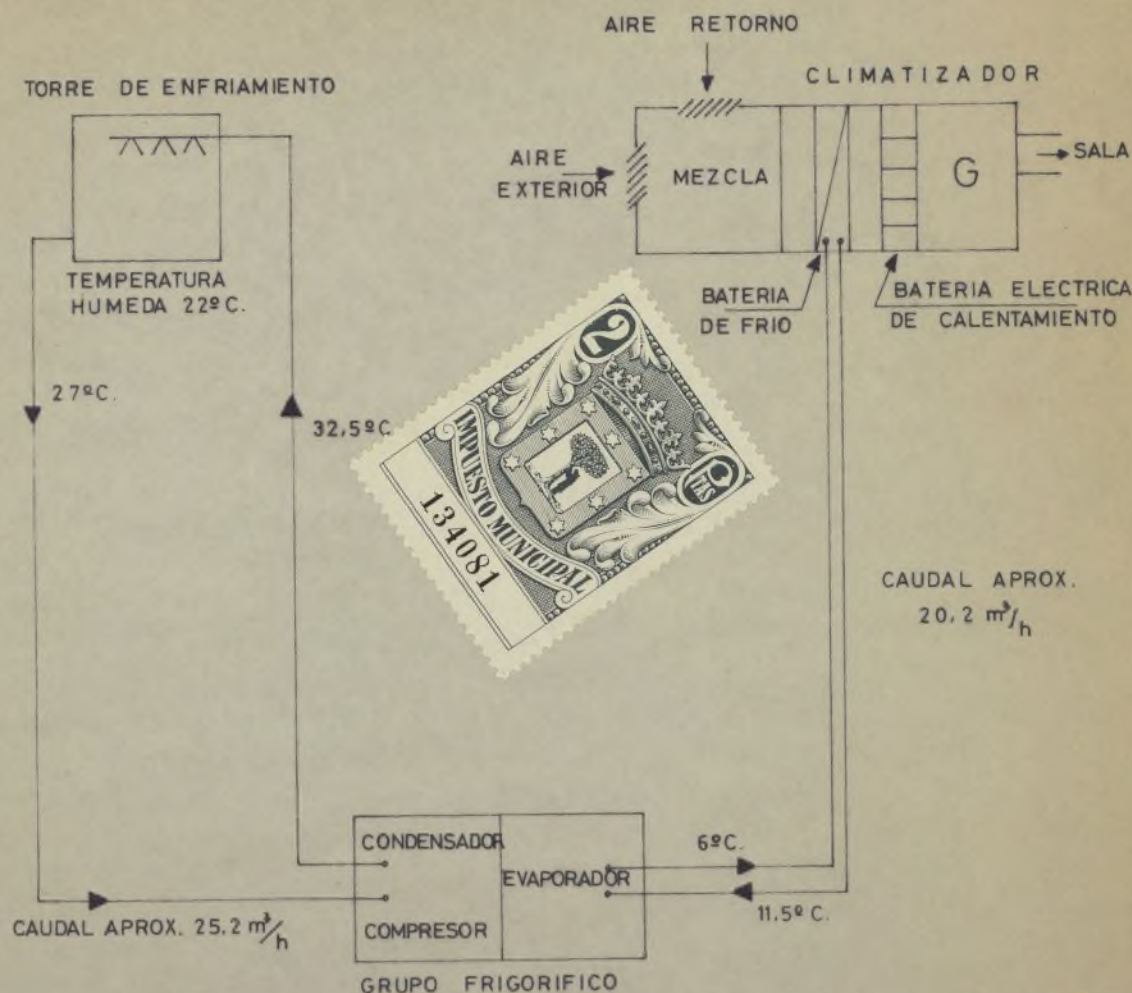 AIRE RETORNO
TORRE DE ENFRIAMIENTO
CLIMATIZADOR
AIRE
EXTERIOR
MEZCLA
G
SALA
TEMPERATURA
HUMEDA 22ºC.
BATERIA
DE FRIO
BATERIA ELECTRICA
DE CALENTAMIENTO
27ºC.
32,5ºC.
2
PTAS
IMPUESTO MUNICIPAL
134081
CAUDAL APROX.
20,2 m³/h
CONDENSADOR
COMPRESOR
EVAPORADOR
6ºC.
11,5ºC.
CAUDAL APROX. 25,2 m³/h
GRUPO FRIGORIFICO